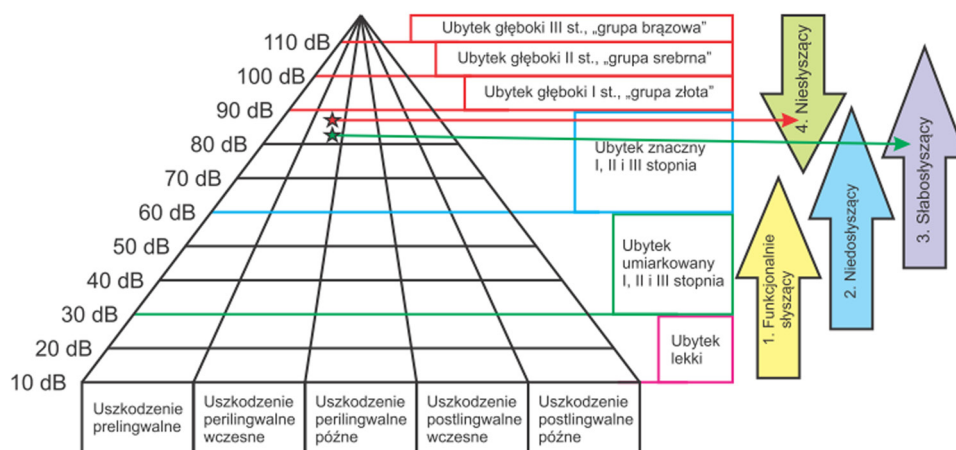 110 dB
100 dB
90 dB
80 dB
70 dB
60 dB
50 dB
40 dB
30 dB
20 dB
10 dB
Ubytek głęboki III st., „grupa brązowa”
Ubytek głęboki II st., „grupa srebrna”
Ubytek głęboki I st., „grupa złota”
Ubytek znaczny
I, II i III stopnia
Ubytek
umiarkowany
I, II i III stopnia
Ubytek
lekki
1. Funkcjonalnie
słyszący
2. Niedosłyszący
4. Niesłyszący
3. Słabosłyszący
Uszkodzenie
prelingwalne
Uszkodzenie
perilingwalne
wczesne
Uszkodzenie
perilingwalne
późne
Uszkodzenie
postlingwalne
wczesne
Uszkodzenie
postlingwalne
późne